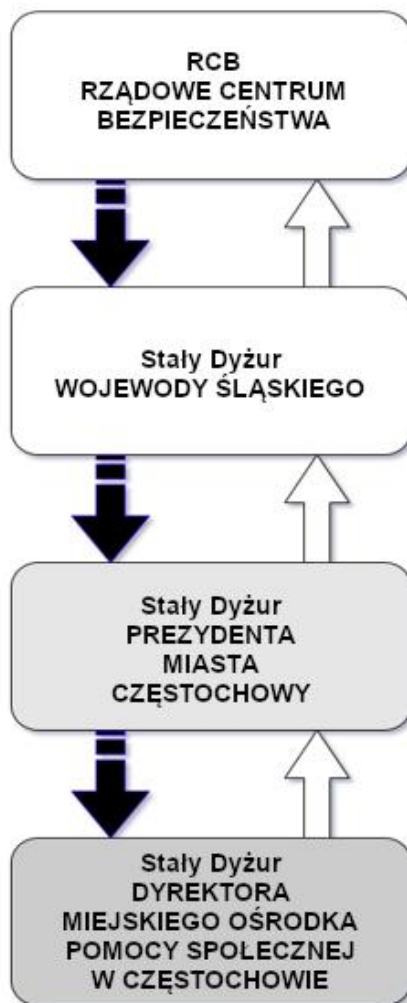 RCB
RZĄDOWE CENTRUM
BEZPIECZEŃSTWA
Stały Dyżur
WOJEWODY ŚLĄSKIEGO
Stały Dyżur
PREZYDENTA
MIASTA
CZĘSTOCHOWY
Stały Dyżur
DYREKTORA
MIEJSKIEGO OŚRODKA
POMOCY SPOŁECZNEJ
W CZĘSTOCHOWIE